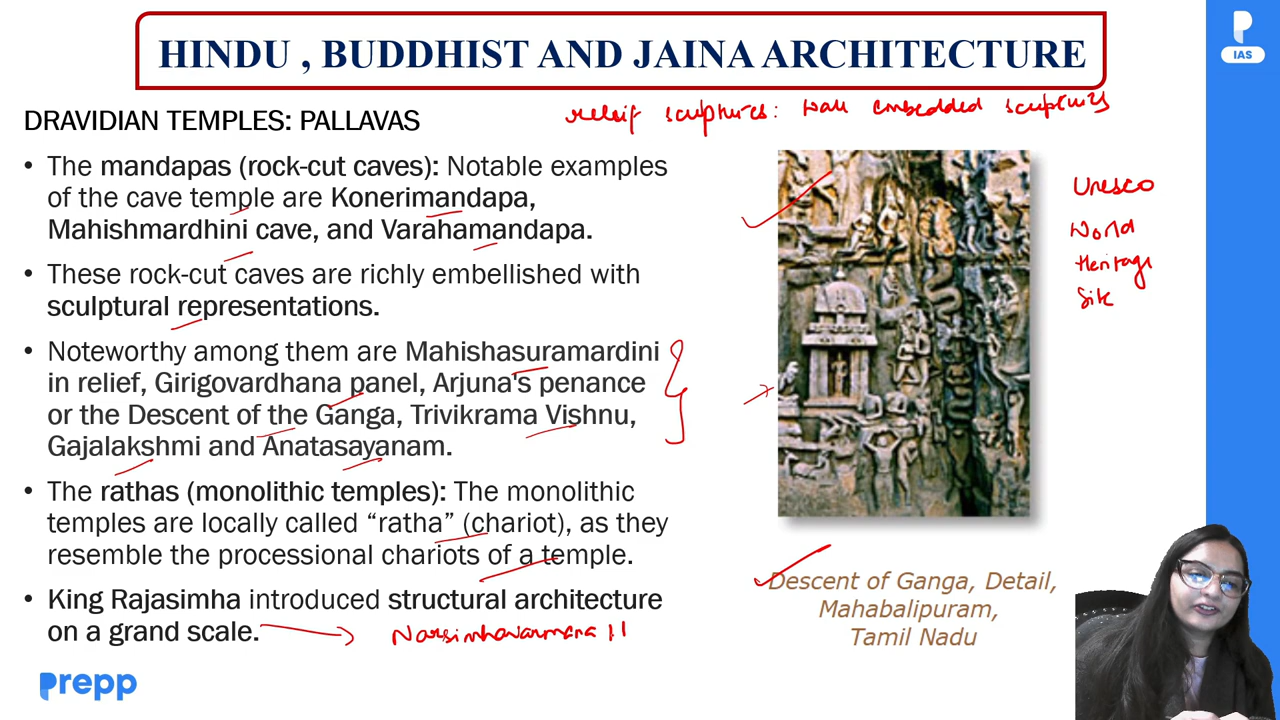 HINDU , BUDDHIST AND JAINA ARCHITECTURE
IAS
DRAVIDIAN TEMPLES: PALLAVAS
relief sculptures: wall embedded sculptures
• The mandapas (rock-cut caves): Notable examples
of the cave temple are Konerimandapa,
Mahishmardhini cave, and Varahamandapa.
• These rock-cut caves are richly embellished with
sculptural representations.
• Noteworthy among them are Mahishasuramardini
in relief, Girigovardhana panel, Arjuna's penance
or the Descent of the Ganga, Trivikrama Vishnu,
Gajalakshmi and Anatasayanam.
• The rathas (monolithic temples): The monolithic
temples are locally called “ratha” (chariot), as they
resemble the processional chariots of a temple.
• King Rajasimha introduced structural architecture
on a grand scale.
Narsimhavarmana II
Unesco
World
Heritage
Site
Descent of Ganga, Detail,
Mahabalipuram,
Tamil Nadu
prepp